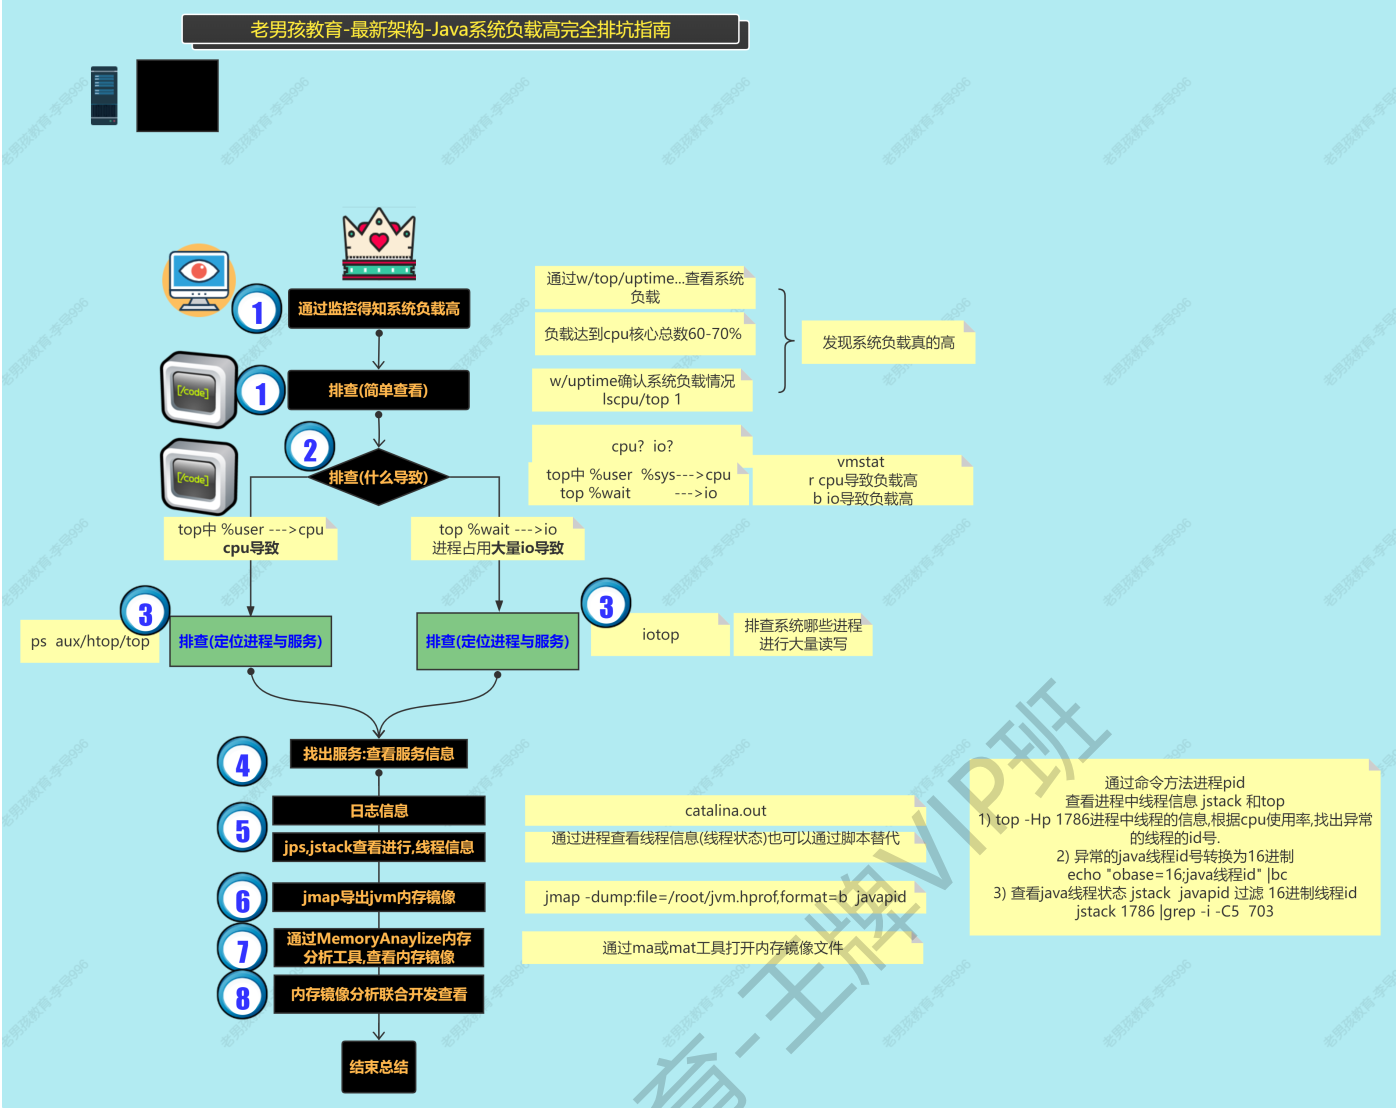 老男孩教育-最新架构-Java系统负载高完全排坑指南
通过w/top/uptime...查看系统
负载
1
通过监控得知系统负载高
负载达到cpu核心总数60-70%
发现系统负载真的高
[/code]
1
排查(简单查看)
w/uptime确认系统负载情况
lscpu/top 1
2
cpu? io?
[/code]
排查(什么导致)
top中 %user %sys--->cpu
top %wait --->io
vmstat
r cpu导致负载高
b io导致负载高
top中 %user --->cpu
cpu导致
top %wait --->io
进程占用大量io导致
3
3
ps aux/htop/top
排查(定位进程与服务)
排查(定位进程与服务)
iotop
排查系统哪些进程
进行大量读写
4
找出服务:查看服务信息
5
日志信息
catalina.out
jps,jstack查看进行,线程信息
通过进程查看线程信息(线程状态)也可以通过脚本替代
6
jmap导出jvm内存镜像
jmap -dump:file=/root/jvm.hprof,format=b javapid
7
通过MemoryAnaylize内存
分析工具,查看内存镜像
通过ma或mat工具打开内存镜像文件
8
内存镜像分析联合开发查看
结束总结
通过命令方法进程pid
查看进程中线程信息 jstack 和top
1) top -Hp 1786进程中线程的信息,根据cpu使用率,找出异常
的线程的id号.
2) 异常的java线程id号转换为16进制
echo "obase=16;java线程id" |bc
3) 查看java线程状态 jstack javapid 过滤 16进制线程id
jstack 1786 |grep -i -C5 703
育-王牌VIP班
老男孩教育-李导996